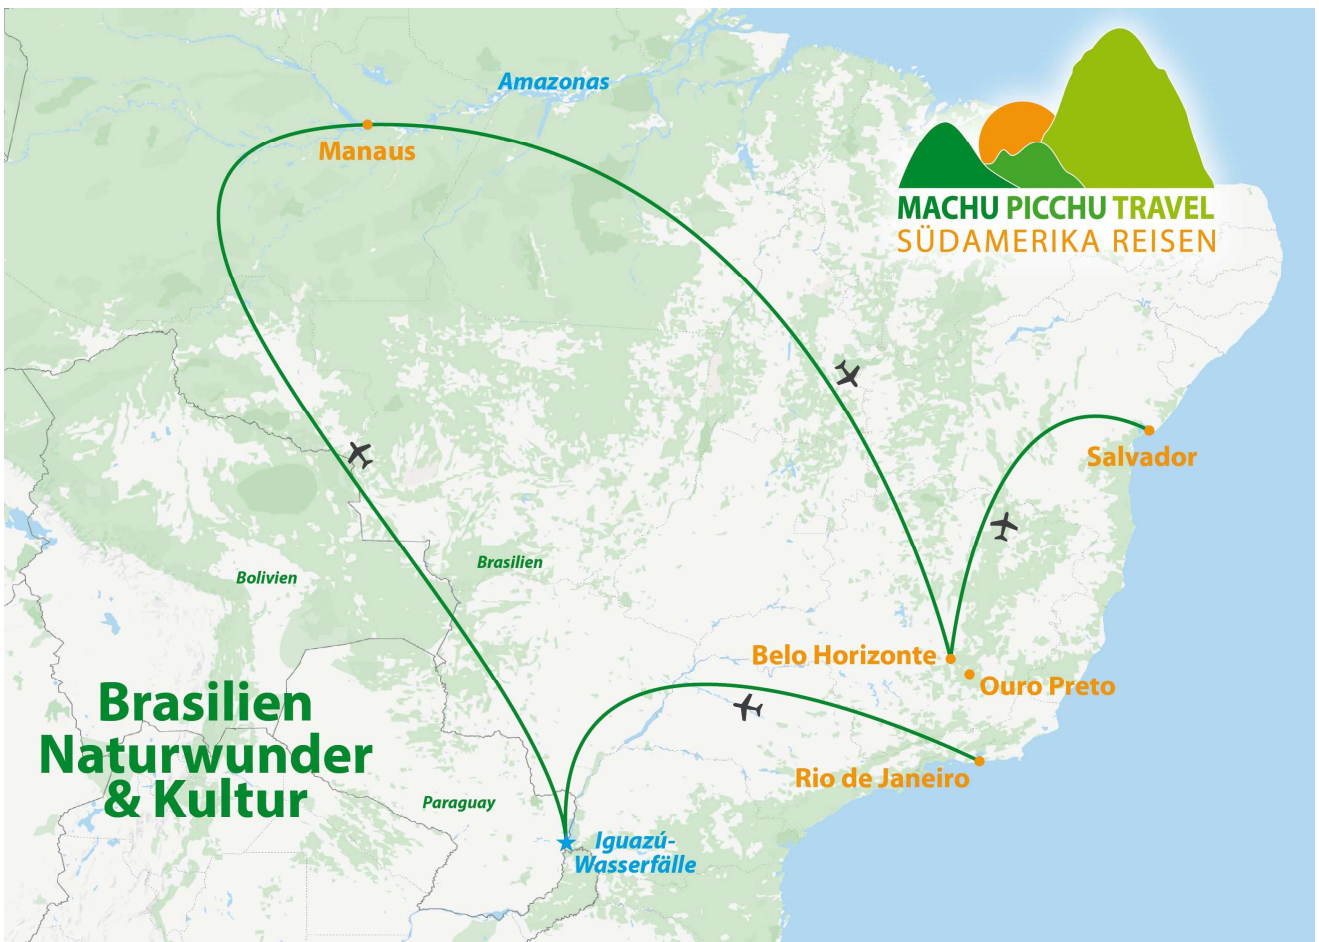 Amazonas
Manaus
MACHU PICCHU TRAVEL
SÜDAMERIKA REISEN
Salvador
Brasilien
Bolivien
Belo Horizonte
Ouro Preto
Brasilien
Naturwunder
& Kultur
Rio de Janeiro
Paraguay
Iguazú-
Wasserfälle